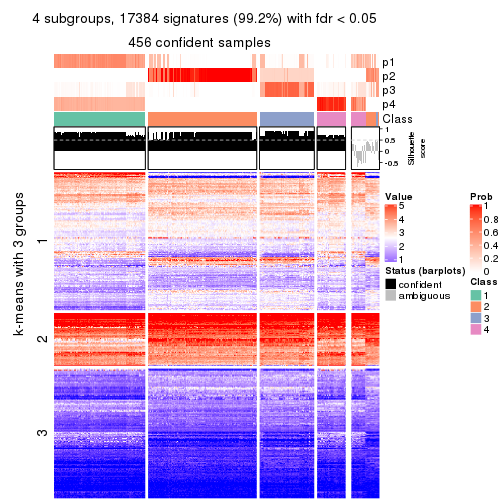 4 subgroups, 17384 signatures (99.2%) with fdr < 0.05
456 confident samples
p1
p2
p3
p4
Class
1
0.5
0
-0.5
Silhouette
score
k-means with 3 groups
1
2
3
Value
5
4
3
2
1
Status (barplots)
confident
ambiguous
Prob
1
0.8
0.6
0.4
0.2
0
Class
1
2
3
4